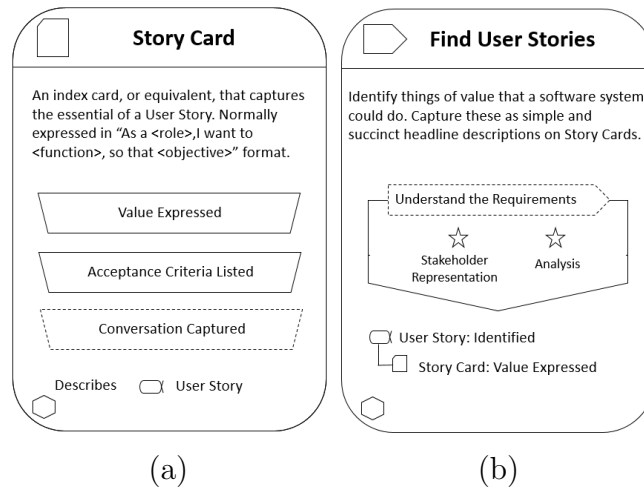 Story Card
An index card, or equivalent, that captures
the essential of a User Story. Normally
expressed in “As a <role>,I want to
<function>, so that <objective>” format.
Value Expressed
Acceptance Criteria Listed
Conversation Captured
Describes User Story
(a)
Find User Stories
Identify things of value that a software system
could do. Capture these as simple and
succinct headline descriptions on Story Cards.
Understand the Requirements
Stakeholder
Representation
Analysis
User Story: Identified
Story Card: Value Expressed
(b)